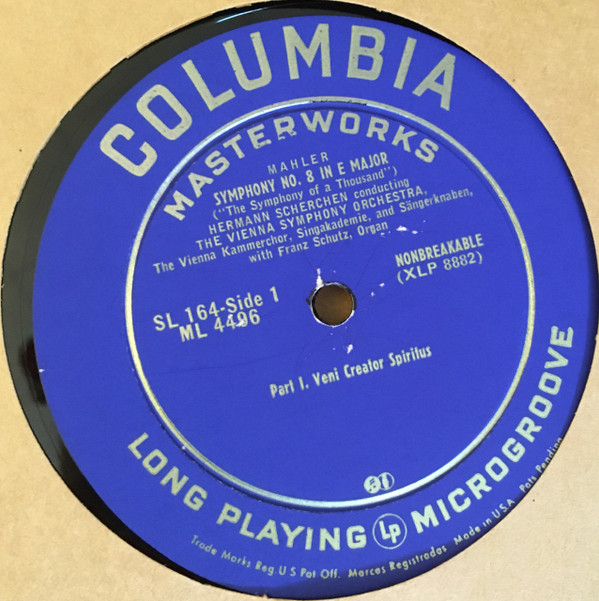 COLUMBIA
MASTERWORKS
MAHLER
SYMPHONY NO. 8 IN E MAJOR
("The Symphony of a Thousand")
HERMANN SCHERCHEN conducting
THE VIENNA SYMPHONY ORCHESTRA,
The Vienna Kammerchor, Singakademie, and Sängerknaben,
with Franz Schutz, Organ
NONBREAKABLE
(XLP 8882)
SL 164-Side 1
ML 4496
Part I. Veni Creator Spiritus
LONG PLAYING LP MICROGROOVE
Trade Marks Reg. U S Pat Off. Marcas Registradas Made in U S A Pats Pending